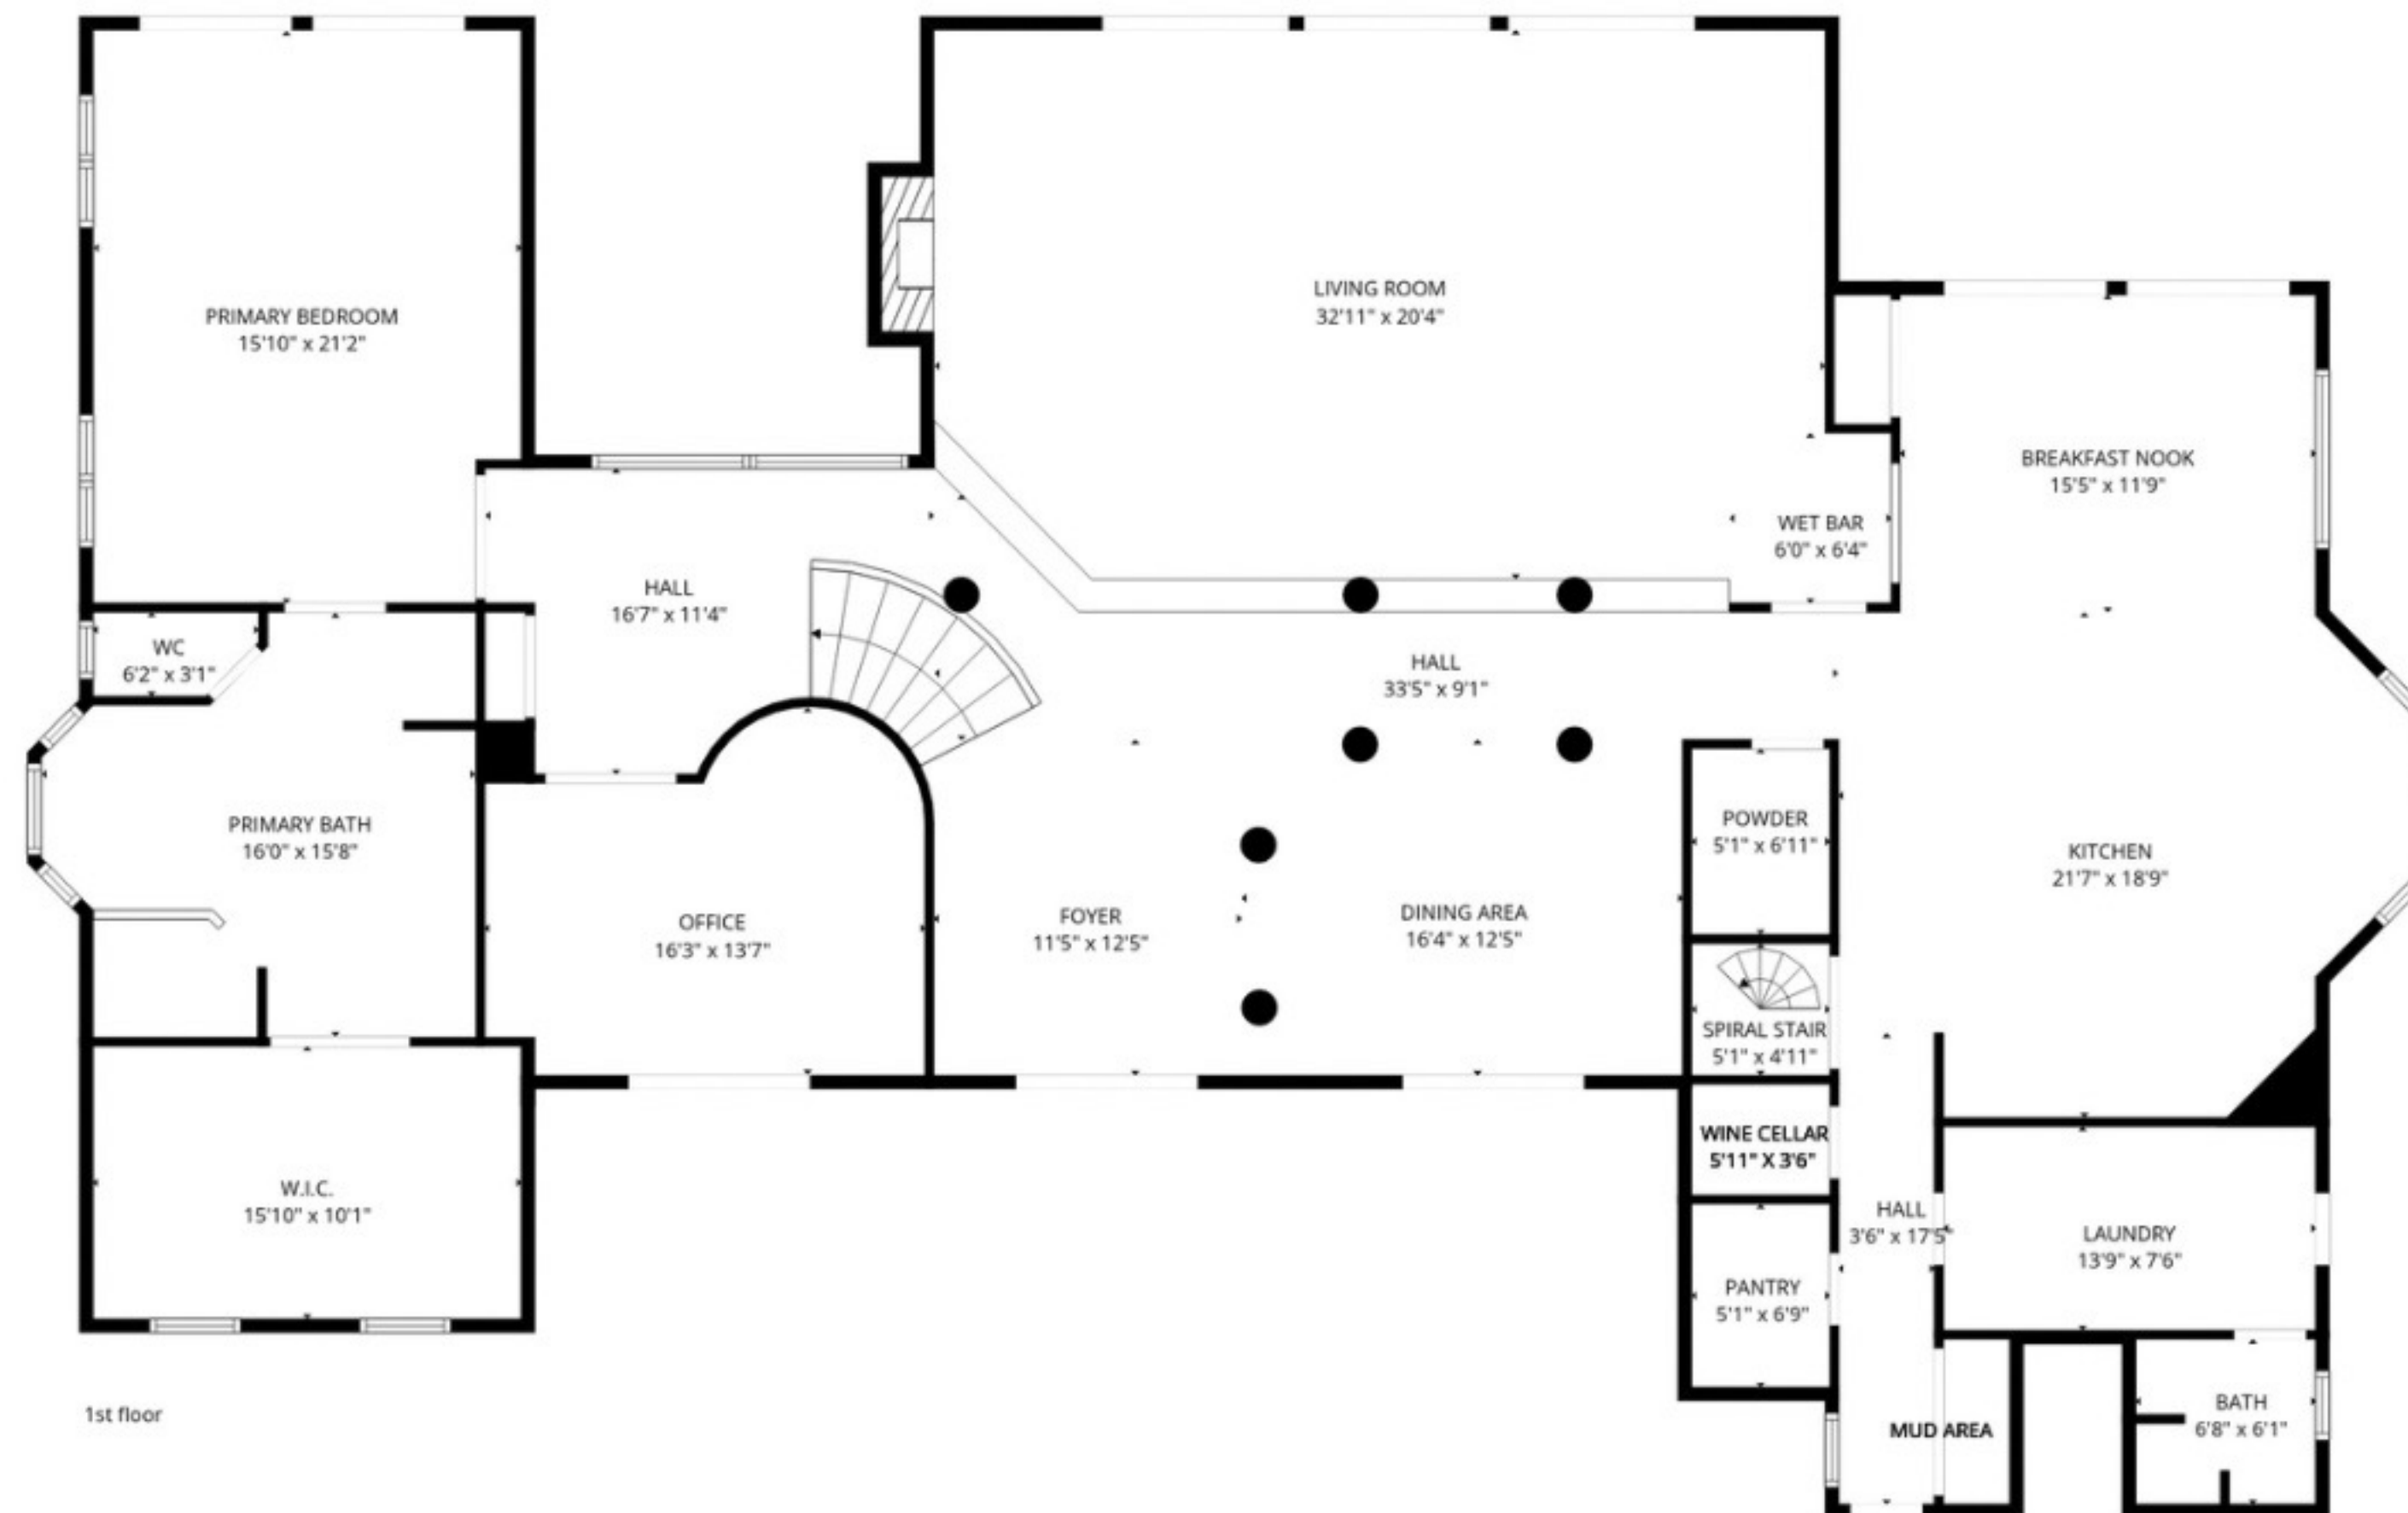 LIVING ROOM
32'11" x 20'4"
PRIMARY BEDROOM
15'10" x 21'2"
BREAKFAST NOOK
15'5" x 11'9"
WET BAR
6'0" x 6'4"
HALL
16'7" x 11'4"
WC
6'2" x 3'1"
HALL
33'5" x 9'1"
PRIMARY BATH
16'0" x 15'8"
POWDER
5'1" x 6'11"
KITCHEN
21'7" x 18'9"
OFFICE
16'3" x 13'7"
FOYER
11'5" x 12'5"
DINING AREA
16'4" x 12'5"
SPIRAL STAIR
5'1" x 4'11"
WINE CELLAR
5'11" X 3'6"
W.I.C.
15'10" x 10'1"
HALL
3'6" x 17'5"
LAUNDRY
13'9" x 7'6"
PANTRY
5'1" x 6'9"
1st floor
MUD AREA
BATH
6'8" x 6'1"